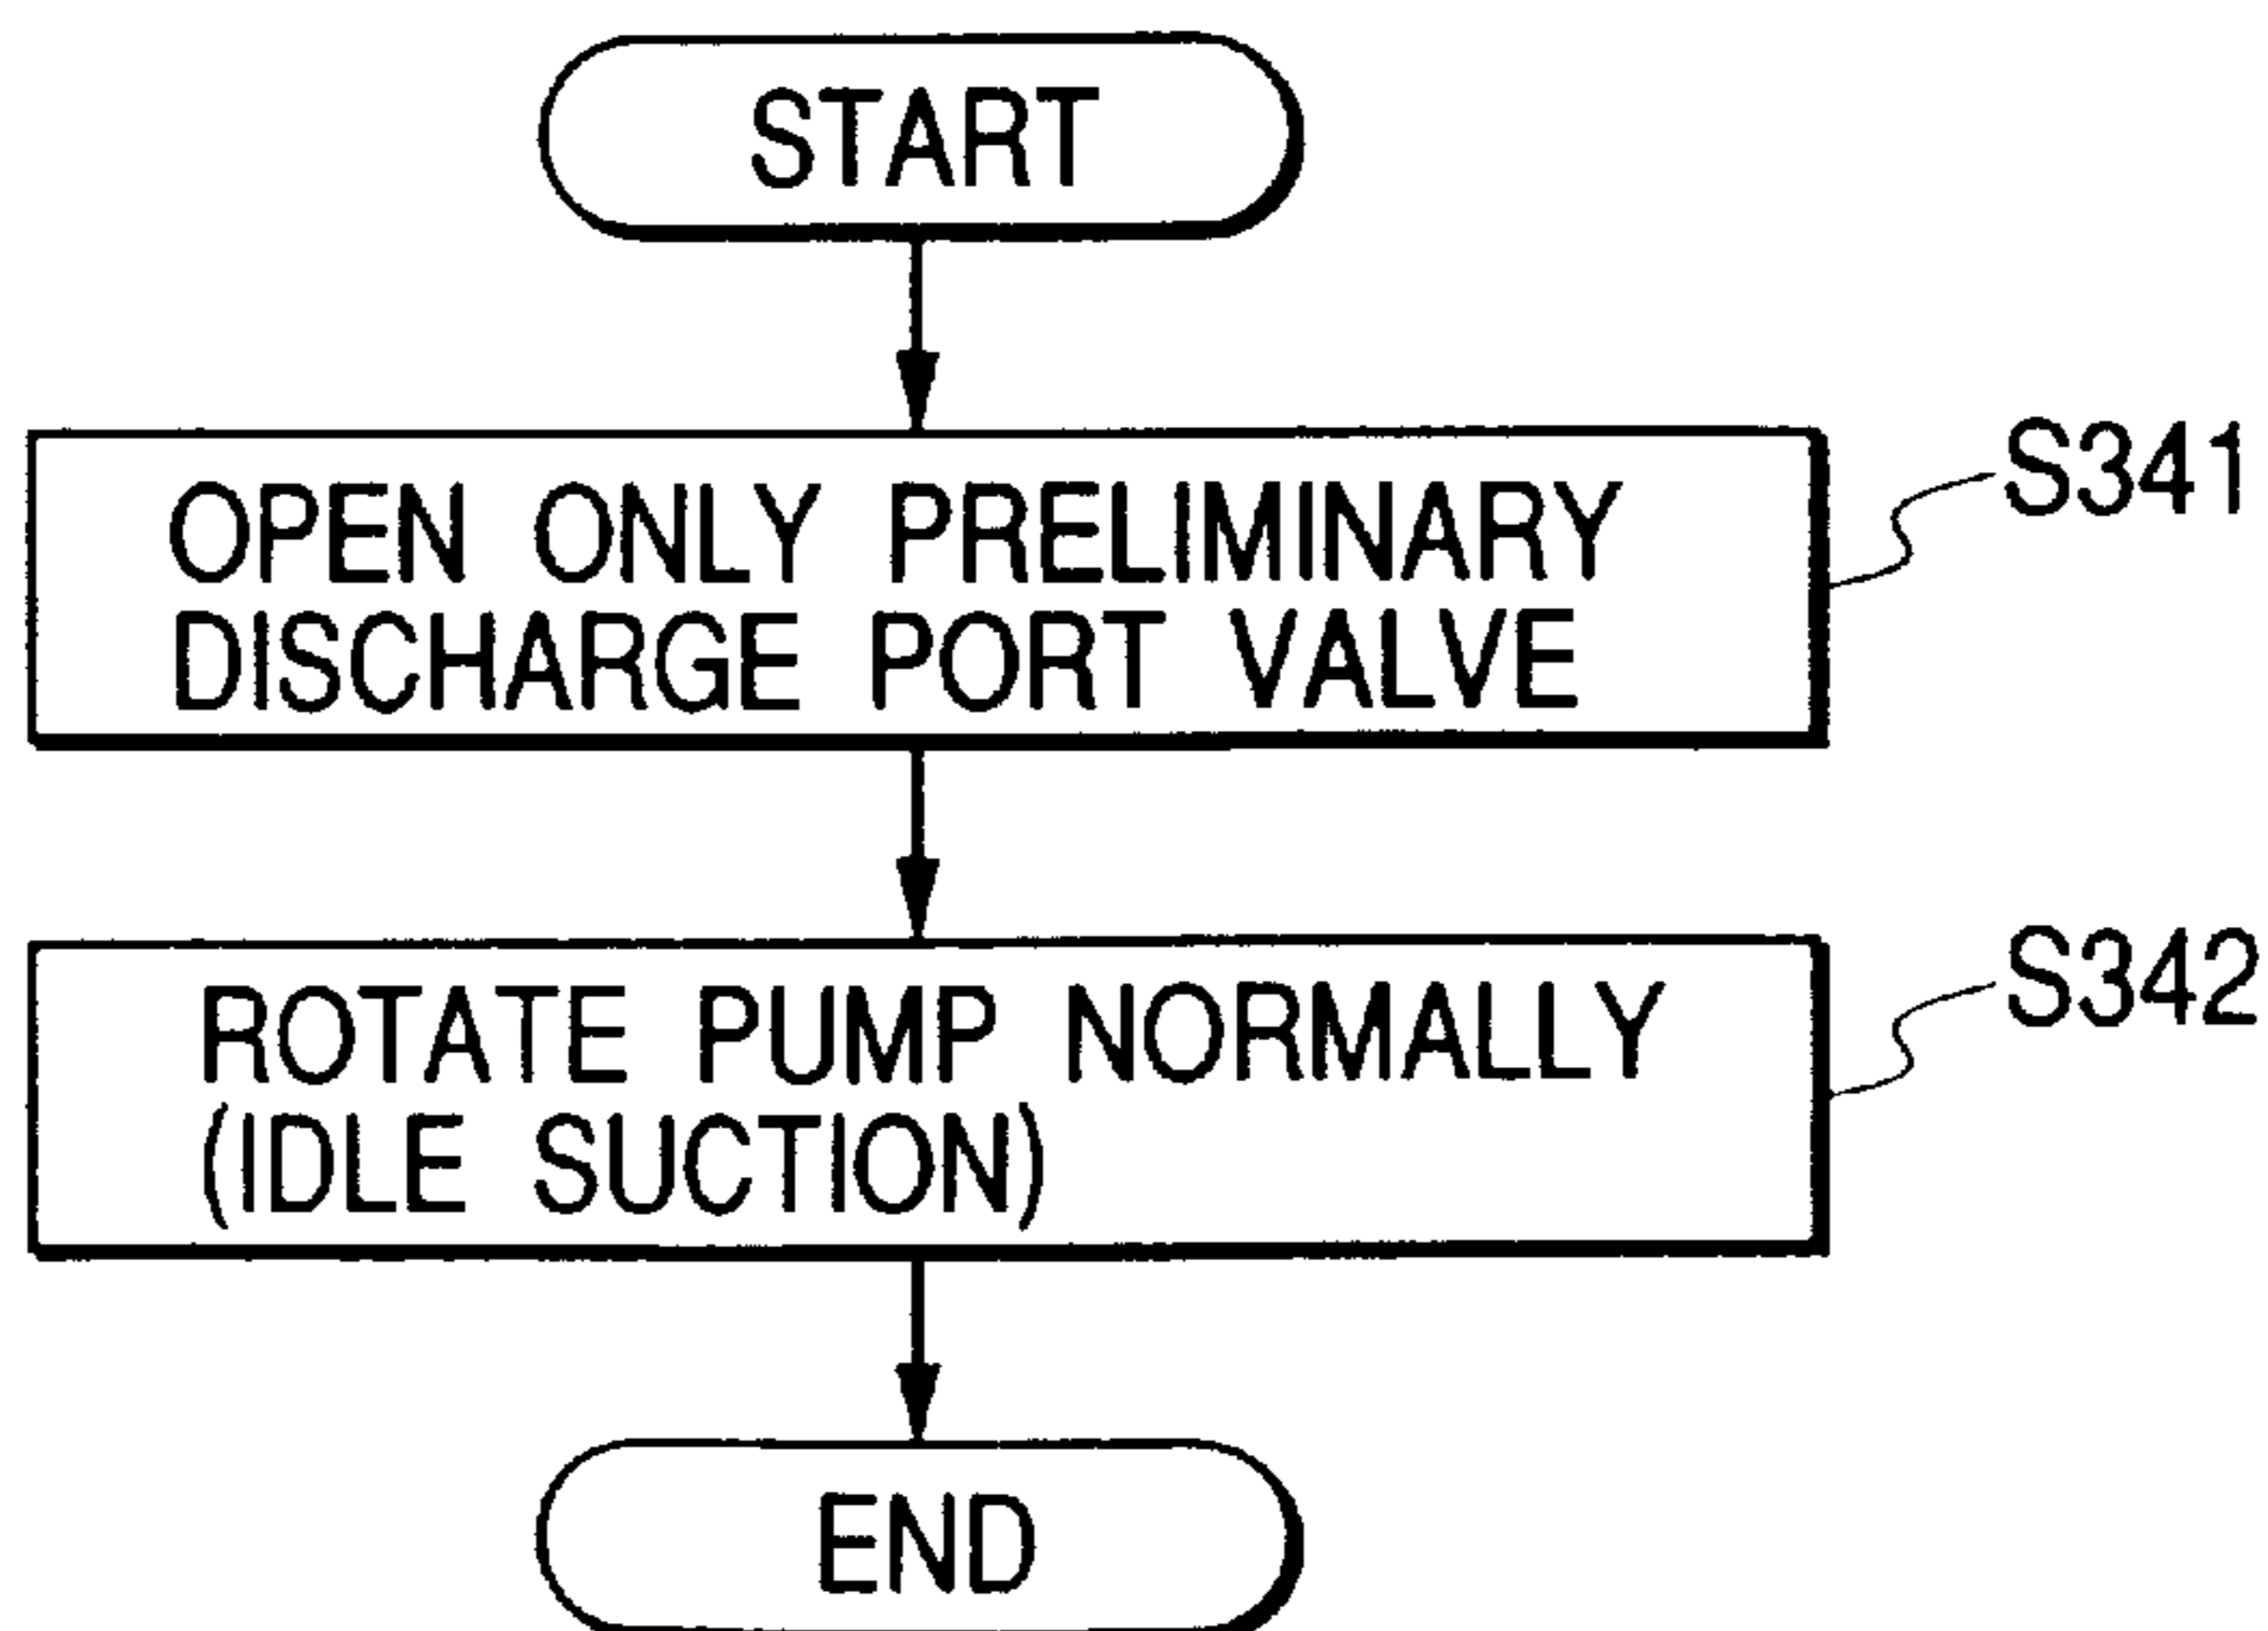 START
OPEN ONLY PRELIMINARY
DISCHARGE PORT VALVE
S341
ROTATE PUMP NORMALLY
(IDLE SUCTION)
S342
END